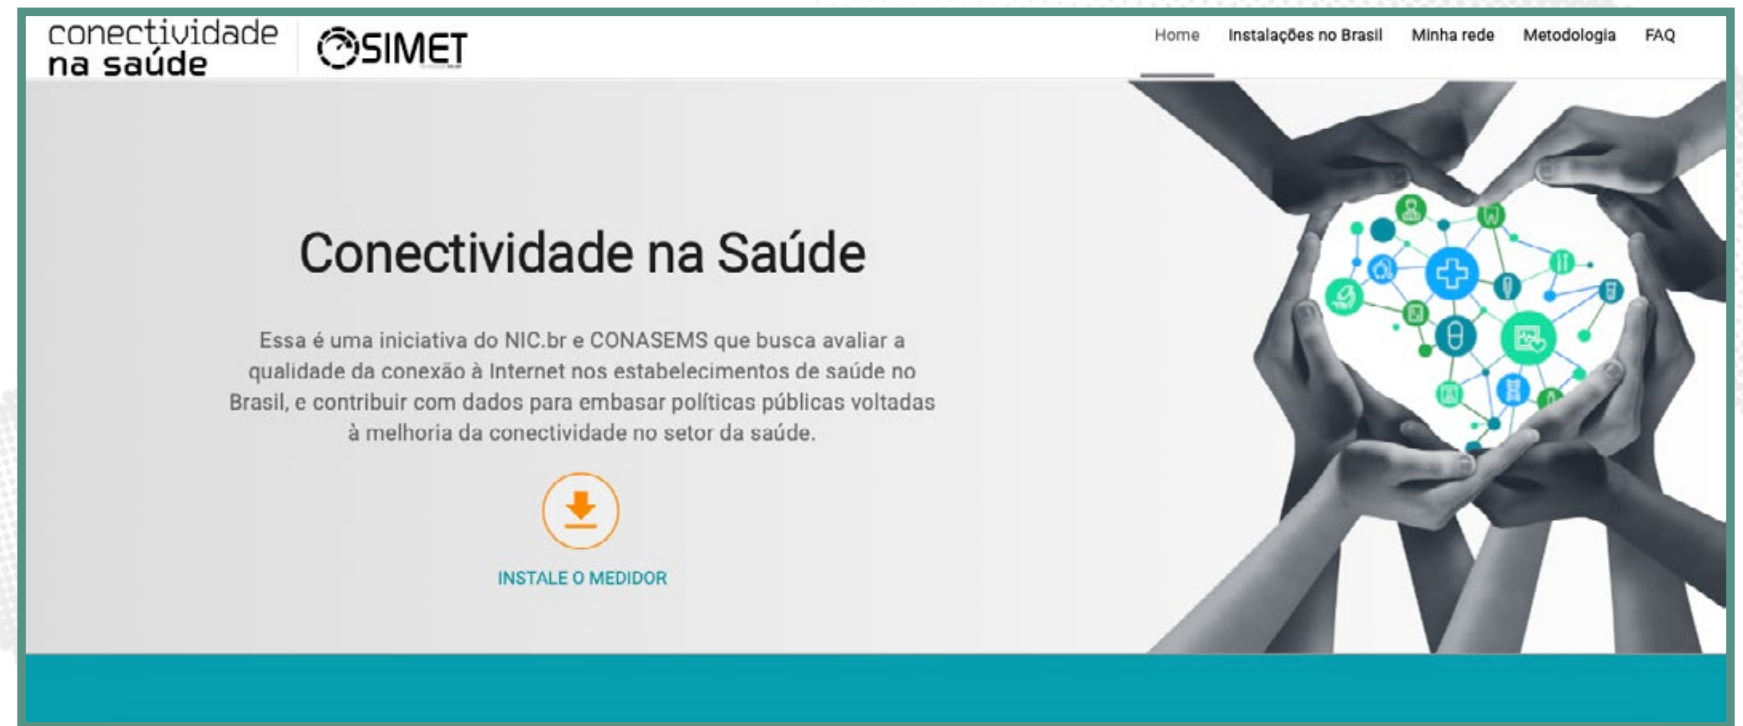 conectividade
na saúde
SIMET
Home Instalações no Brasil Minha rede Metodologia FAQ
Conectividade na Saúde
Essa é uma iniciativa do NIC.br e CONASEMS que busca avaliar a
qualidade da conexão à Internet nos estabelecimentos de saúde no
Brasil, e contribuir com dados para embasar políticas públicas voltadas
à melhoria da conectividade no setor da saúde.
INSTALE O MEDIDOR